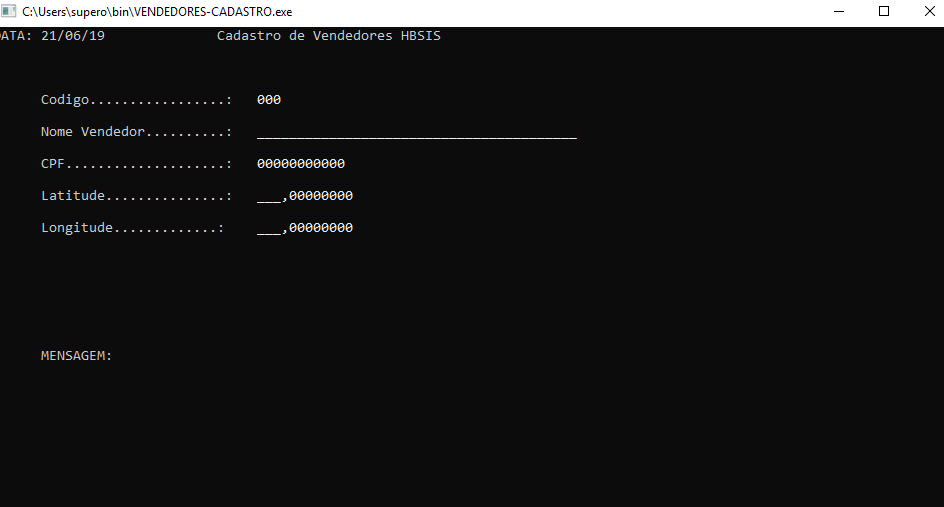 C:\Users\supero\bin\VENDEDORES-CADASTRO.exe
DATA: 21/06/19 Cadastro de Vendedores HBSIS
Codigo.................: 000
Nome Vendedor..........: ________________________________________
CPF....................: 00000000000
Latitude...............: ___,00000000
Longitude.............: ___,00000000
MENSAGEM: